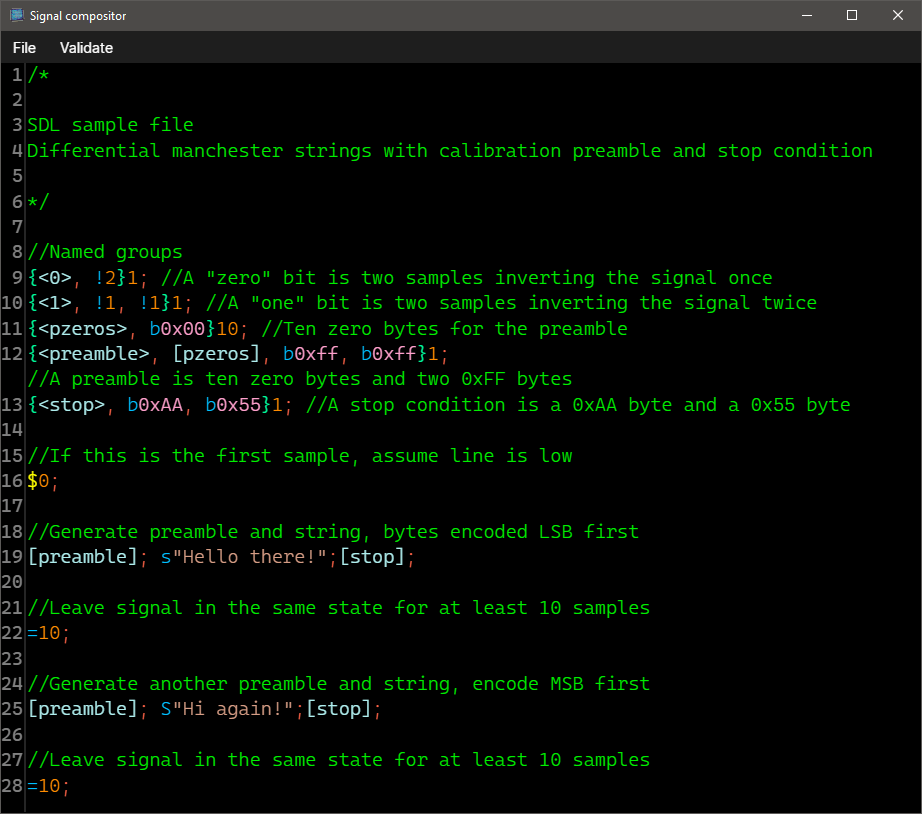 Signal compositor
File Validate
1 /*
2
3 SDL sample file
4 Differential manchester strings with calibration preamble and stop condition
5
6 */
7
8 //Named groups
9 {<0>, !2}1; //A "zero" bit is two samples inverting the signal once
10 {<1>, !1, !1}1; //A "one" bit is two samples inverting the signal twice
11 {<pzeros>, b0x00}10; //Ten zero bytes for the preamble
12 {<preamble>, [pzeros], b0xff, b0xff}1;
//A preamble is ten zero bytes and two 0xFF bytes
13 {<stop>, b0xAA, b0x55}1; //A stop condition is a 0xAA byte and a 0x55 byte
14
15 //If this is the first sample, assume line is low
16 $0;
17
18 //Generate preamble and string, bytes encoded LSB first
19 [preamble]; s"Hello there!";[stop];
20
21 //Leave signal in the same state for at least 10 samples
22 =10;
23
24 //Generate another preamble and string, encode MSB first
25 [preamble]; S"Hi again!";[stop];
26
27 //Leave signal in the same state for at least 10 samples
28 =10;